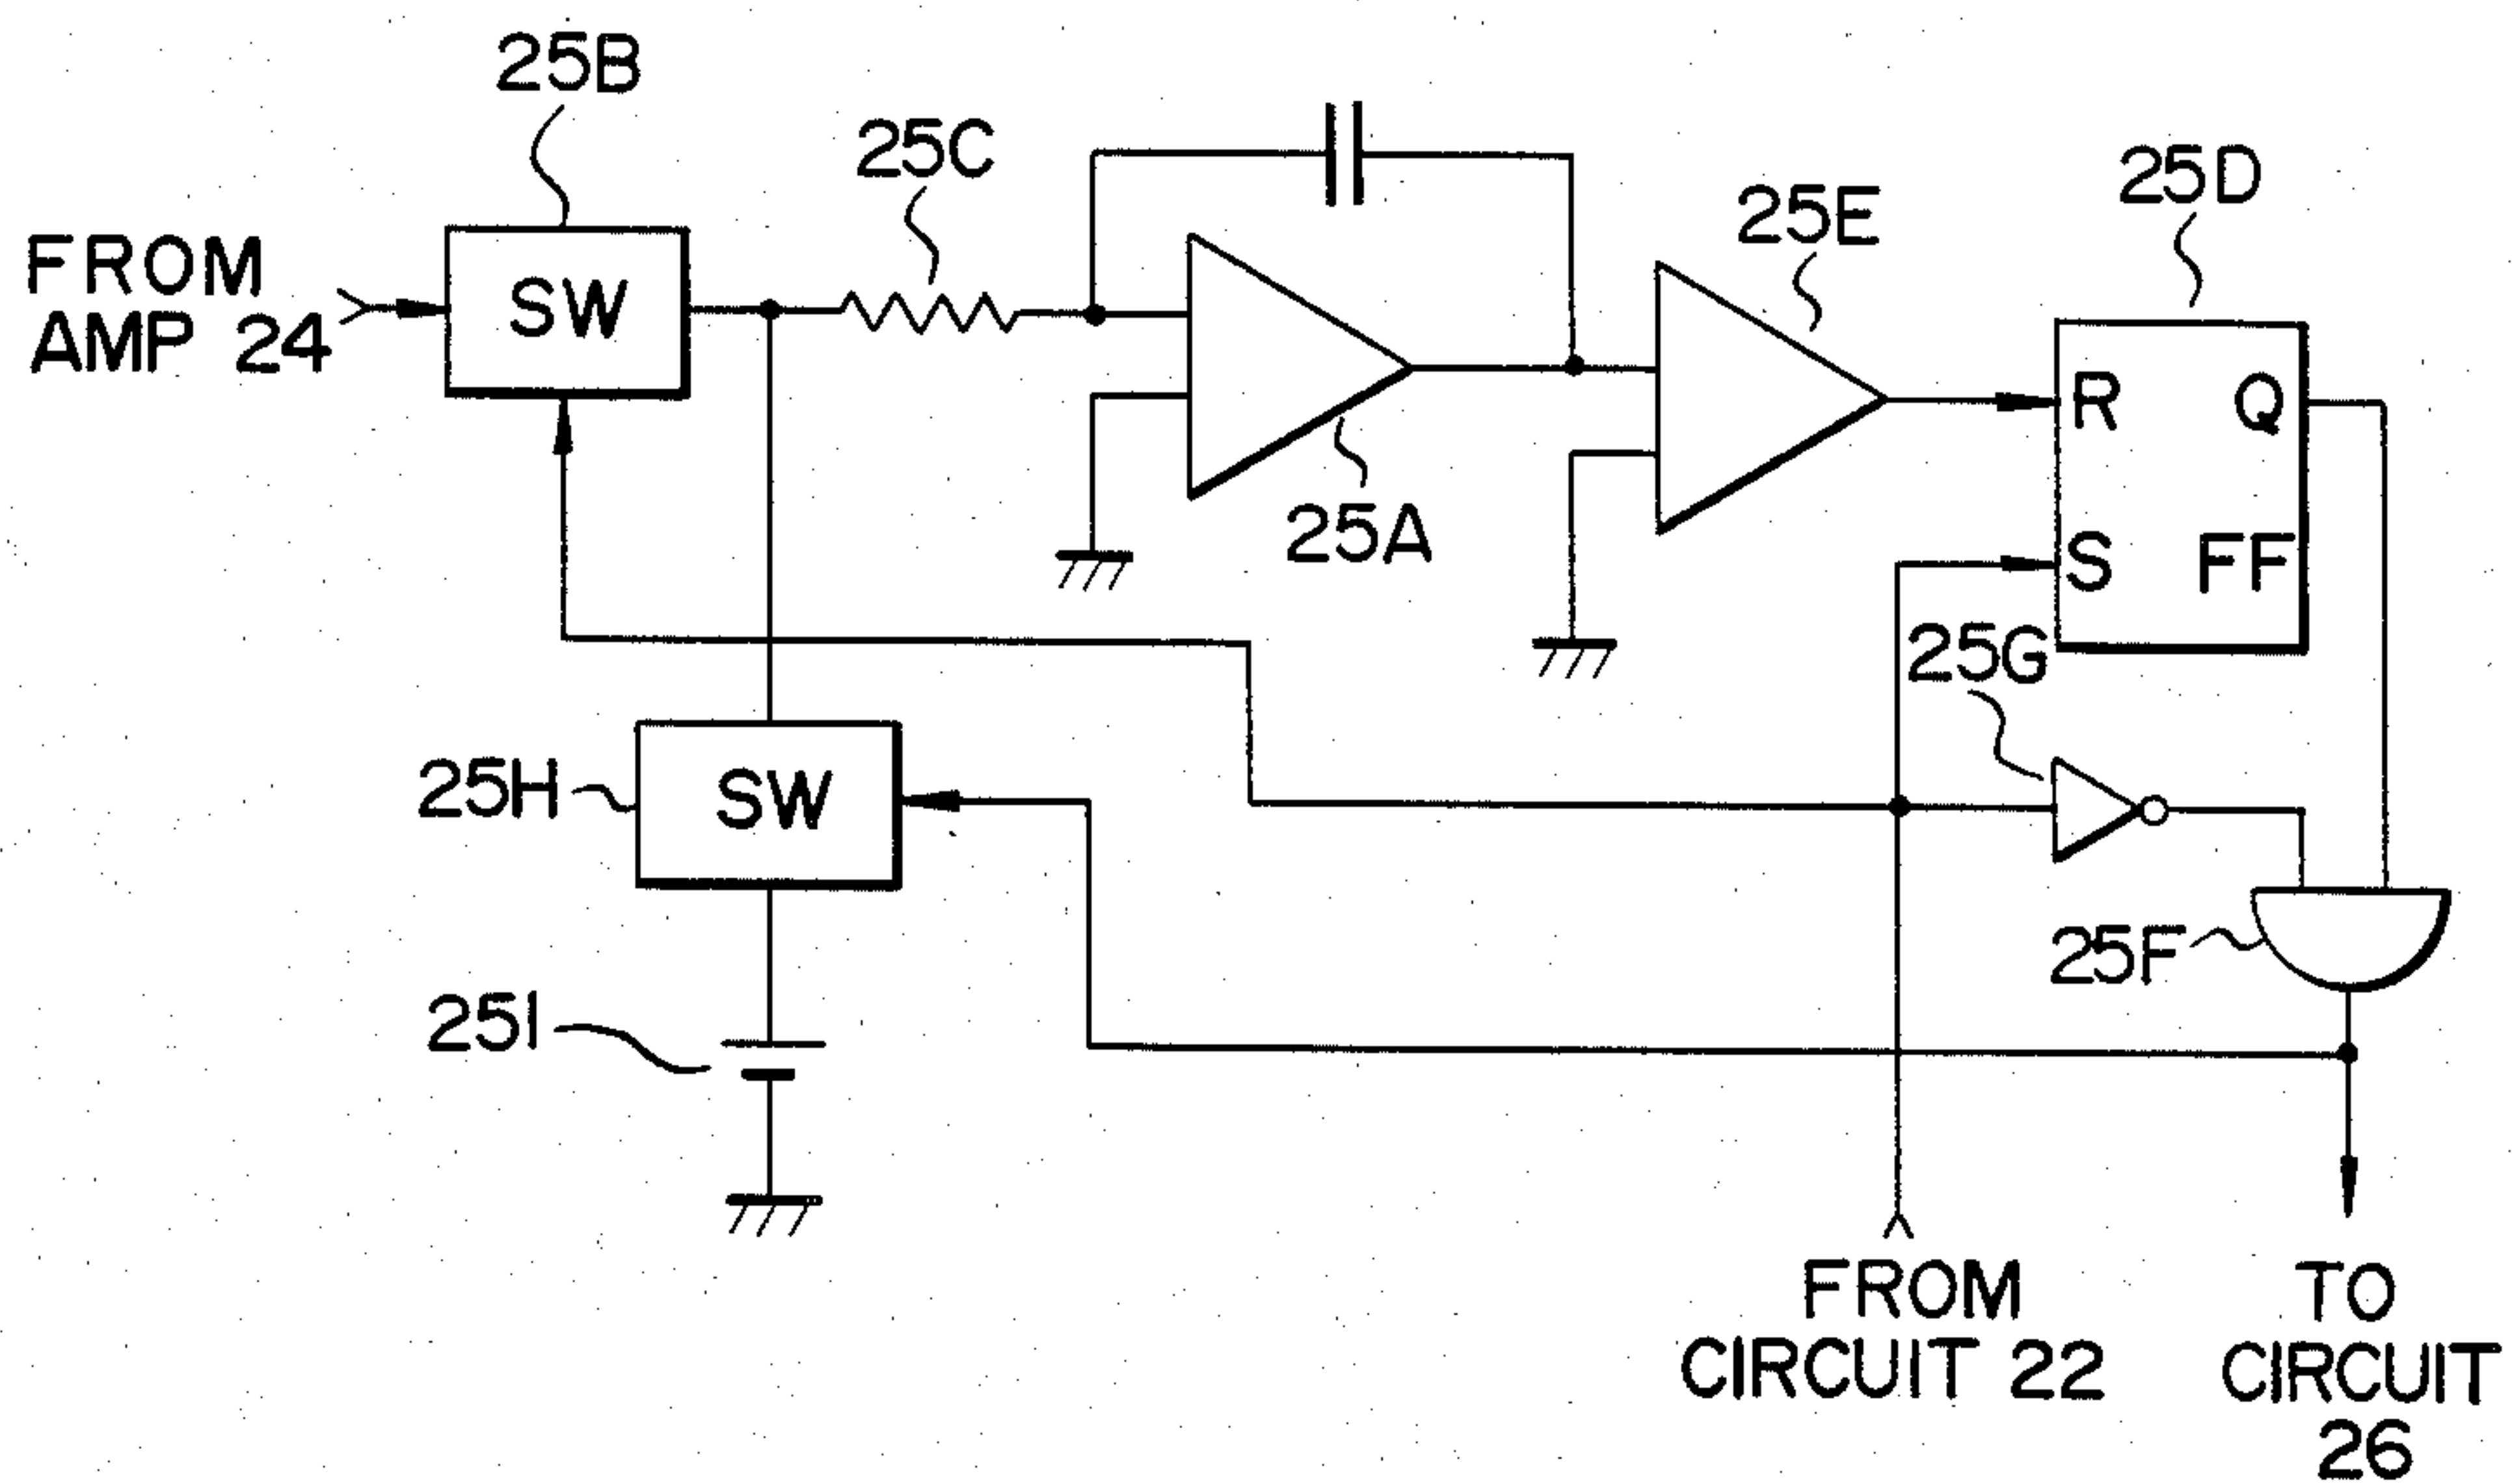 25B
25C
25D
25E
FROM
AMP 24
SW
R
Q
S
FF
25A
25G
25H
SW
25F
25I
FROM
CIRCUIT 22
TO
CIRCUIT
26